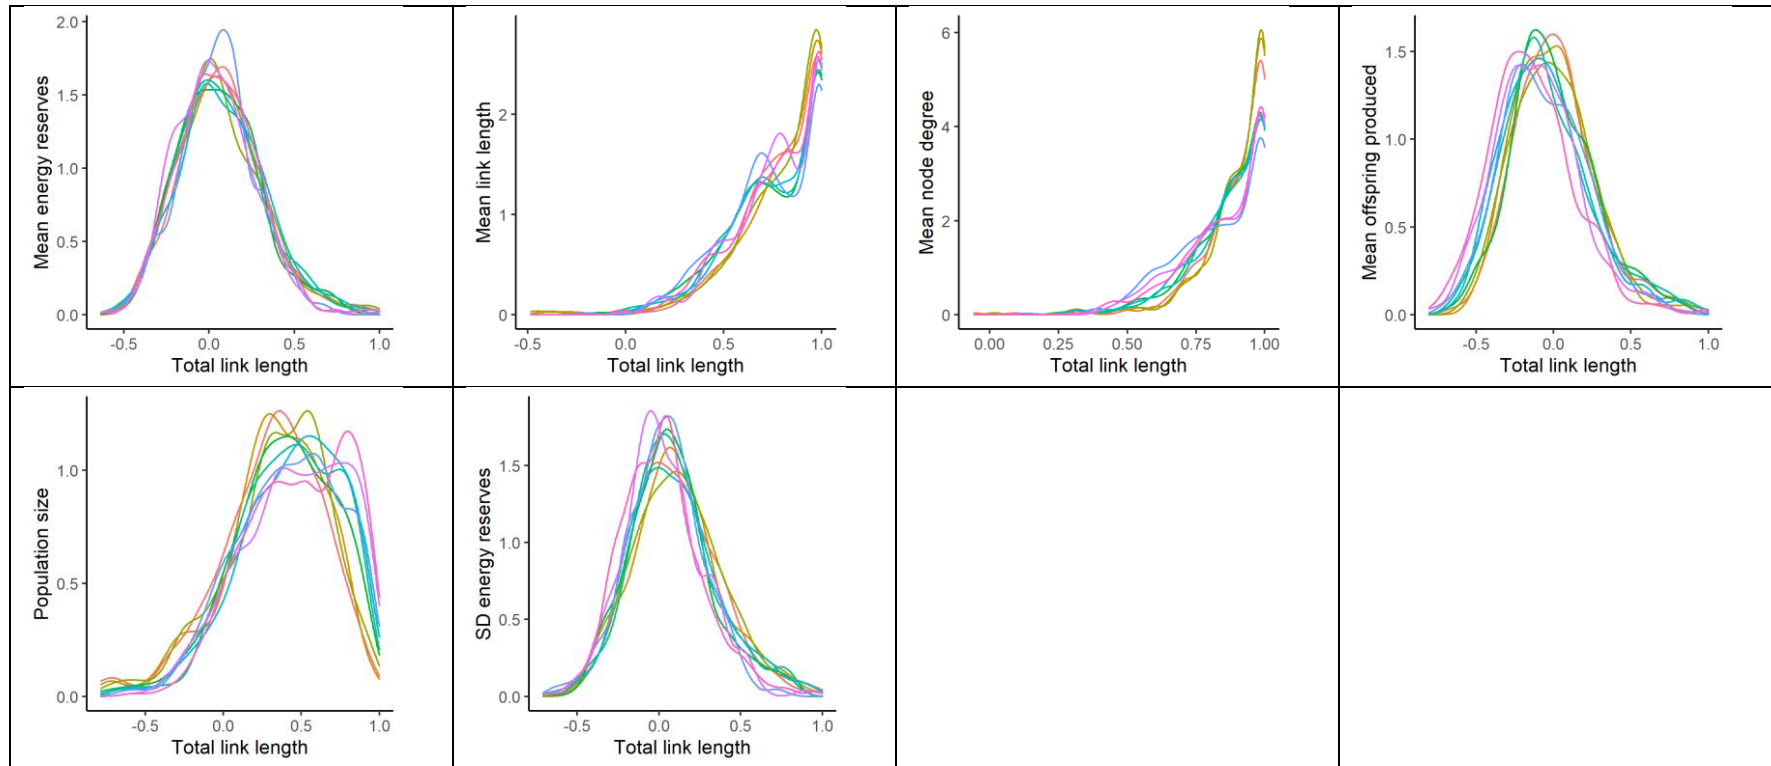 Mean energy reserves
2.0
1.5
1.0
0.5
0.0
-0.5 0.0 0.5 1.0
Total link length
Mean link length
2
1
0
-0.5 0.0 0.5 1.0
Total link length
Mean node degree
6
4
2
0
0.00 0.25 0.50 0.75 1.00
Total link length
Mean offspring produced
1.5
1.0
0.5
0.0
-0.5 0.0 0.5 1.0
Total link length
Population size
1.0
0.5
0.0
-0.5 0.0 0.5 1.0
Total link length
SD energy reserves
1.5
1.0
0.5
0.0
-0.5 0.0 0.5 1.0
Total link length